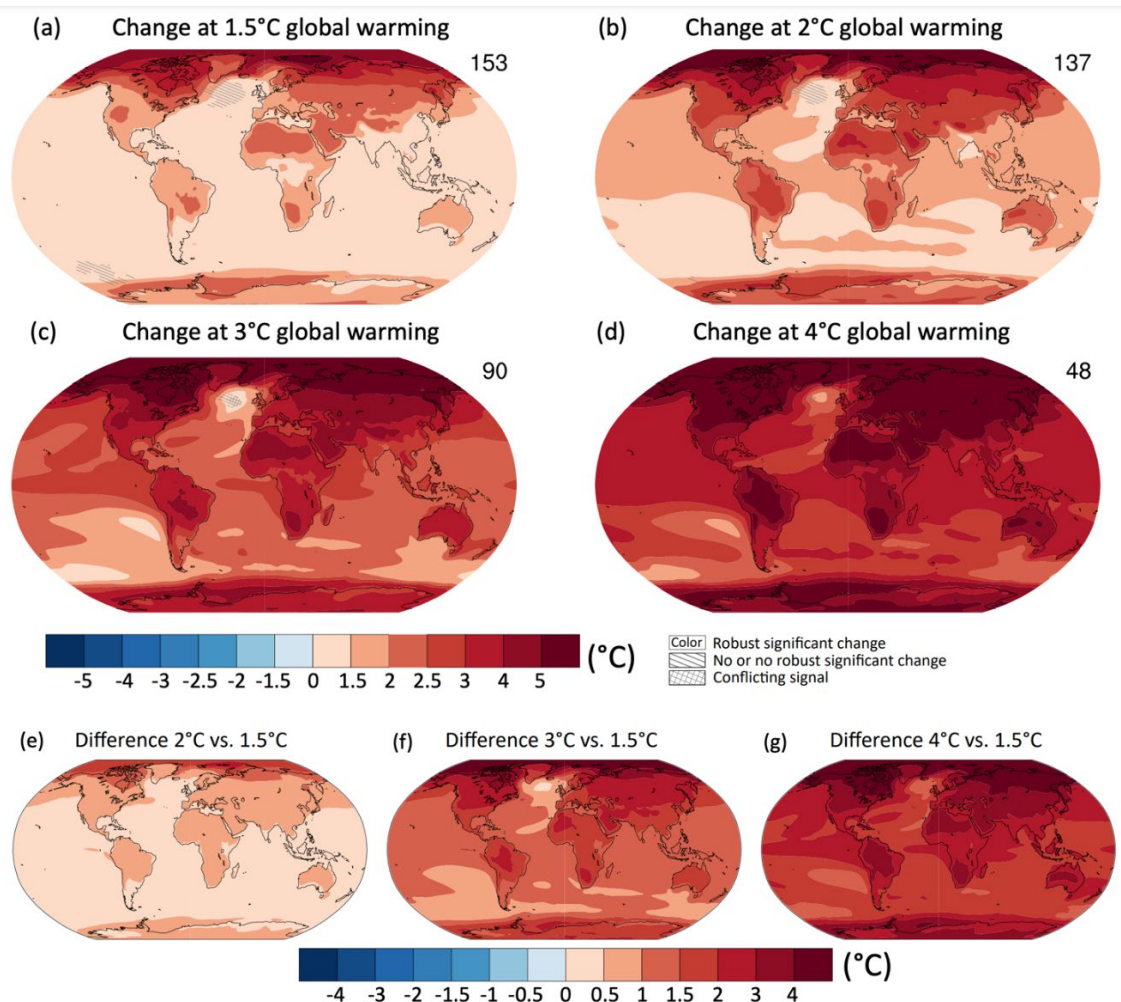 (a) Change at 1.5°C global warming
153
(b) Change at 2°C global warming
137
(c) Change at 3°C global warming
90
(d) Change at 4°C global warming
48
-5 -4 -3 -2.5 -2 -1.5 0 1.5 2 2.5 3 4 5 (°C)
Color Robust significant change
No or no robust significant change
Conflicting signal
(e) Difference 2°C vs. 1.5°C
(f) Difference 3°C vs. 1.5°C
(g) Difference 4°C vs. 1.5°C
-4 -3 -2 -1.5 -1 -0.5 0 0.5 1 1.5 2 3 4 (°C)